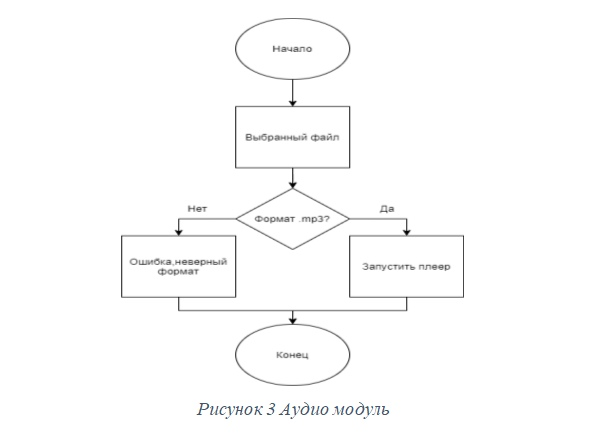 Начало
Выбранный файл
Формат .mp3?
Нет
Да
Ошибка,неверный
формат
Запустить плеер
Конец
Рисунок 3 Аудио модуль